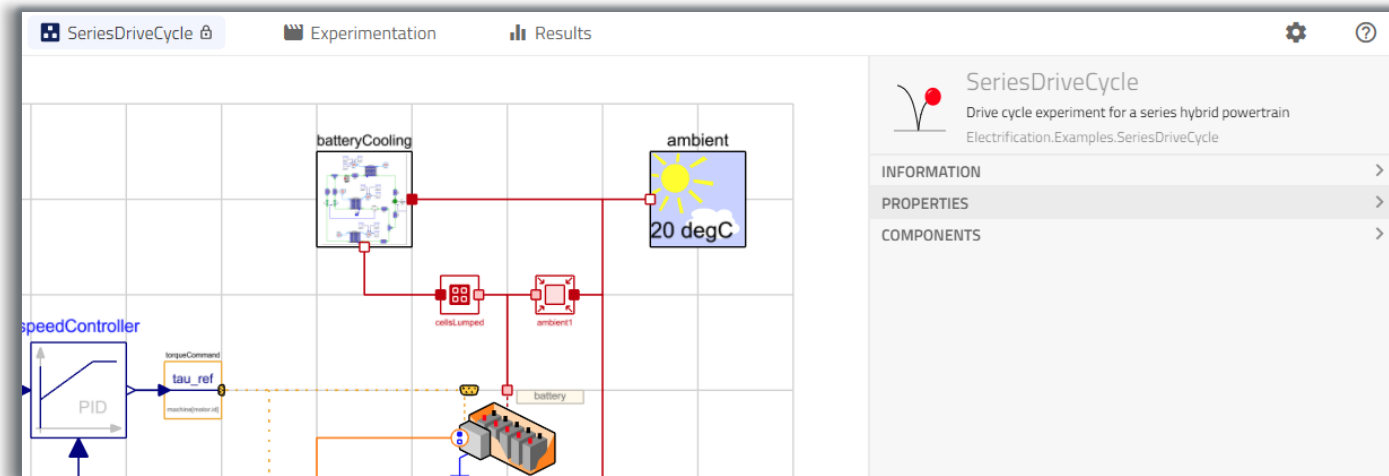 SeriesDriveCycle
Experimentation
Results
SeriesDriveCycle
Drive cycle experiment for a series hybrid powertrain
Electrification.Examples.SeriesDriveCycle
INFORMATION
PROPERTIES
COMPONENTS
batteryCooling
ambient
20 degC
cellsLumped
ambient1
speedController
PID
torqueCommand
tau_ref
machine[motor.id]
battery